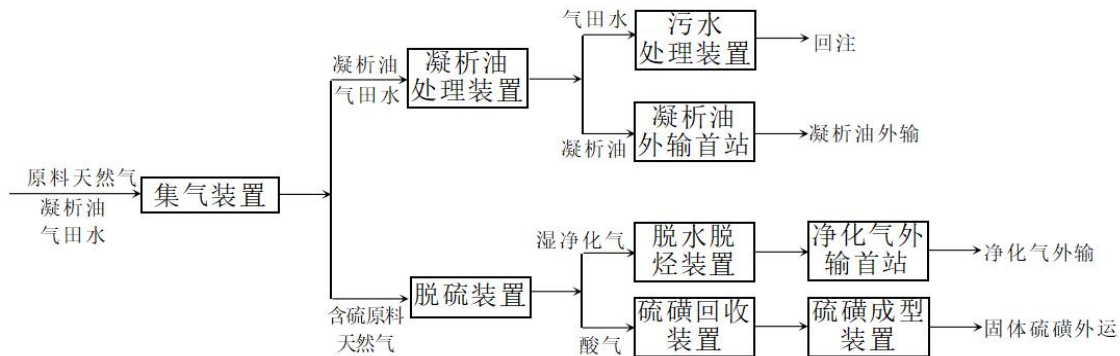 气田水
污水
处理装置
回注
凝析油
气田水
凝析油
处理装置
凝析油
凝析油
外输首站
凝析油外输
原料天然气
凝析油
气田水
集气装置
湿净化气
脱水脱
烃装置
净化气外
输首站
净化气外输
含硫原料
天然气
脱硫装置
酸气
硫磺回收
装置
硫磺成型
装置
固体硫磺外运